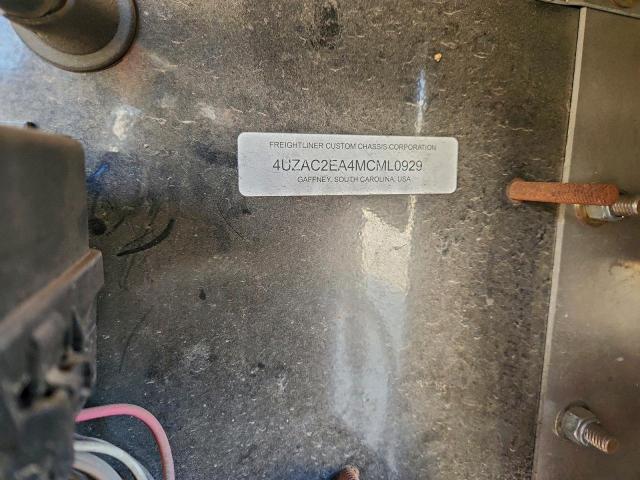 FREIGHTLINER CUSTOM CHASSIS CORPORATION
4UZAC2EA4MCML0929
GAFFNEY, SOUTH CAROLINA, USA